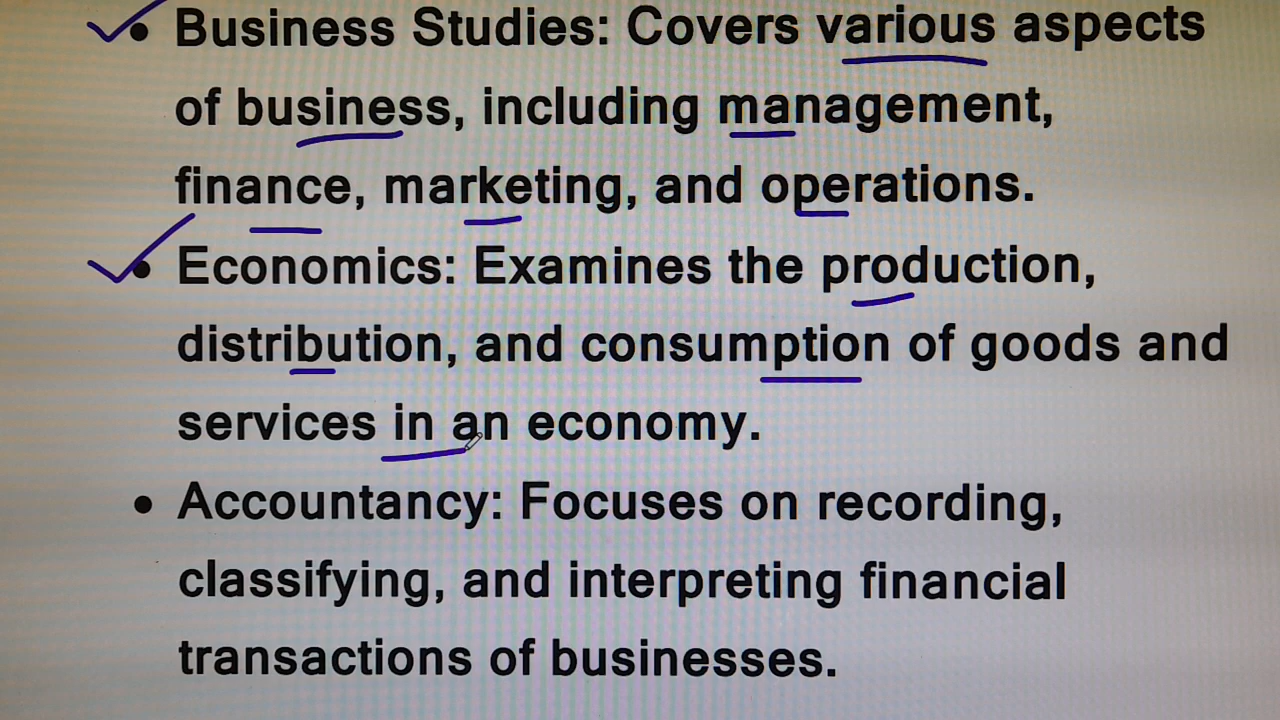 • Business Studies: Covers various aspects
of business, including management,
finance, marketing, and operations.
• Economics: Examines the production,
distribution, and consumption of goods and
services in an economy.
• Accountancy: Focuses on recording,
classifying, and interpreting financial
transactions of businesses.